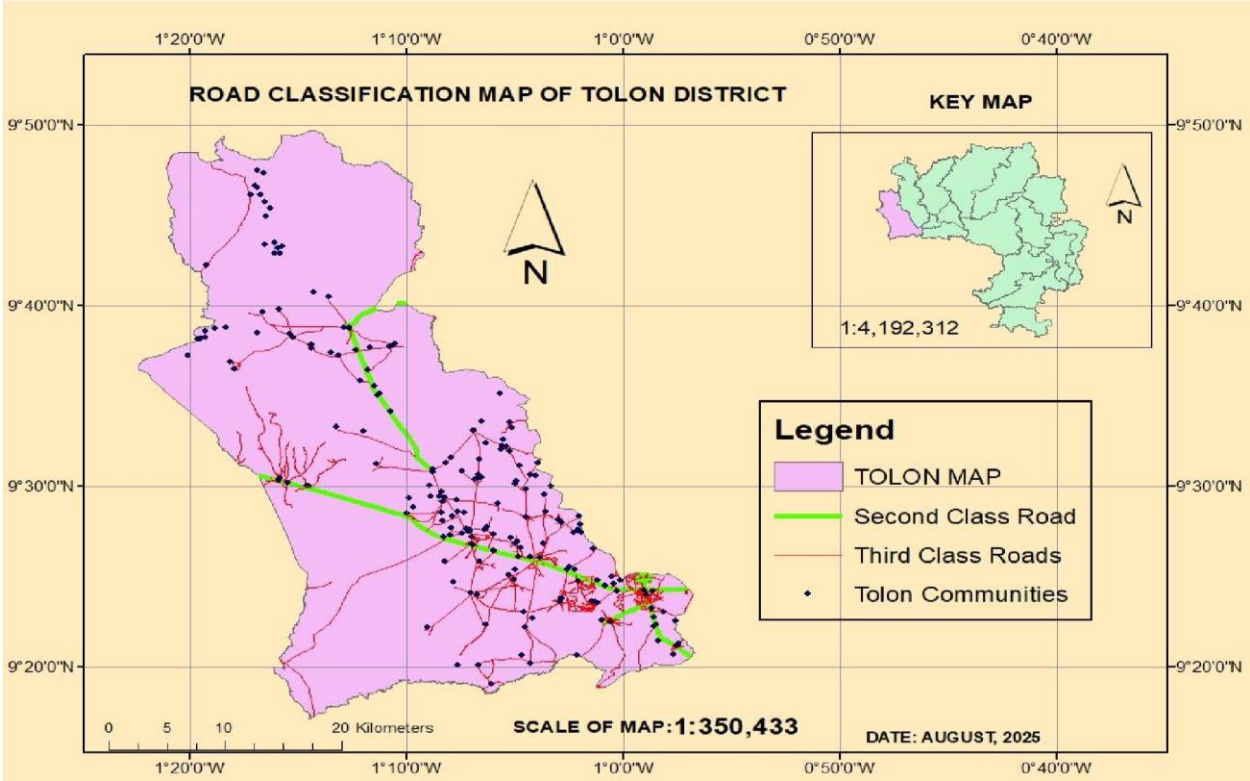 1°20'0"W 1°10'0"W 1°0'0"W 0°50'0"W 0°40'0"W
ROAD CLASSIFICATION MAP OF TOLON DISTRICT
KEY MAP
9°50'0"N 9°50'0"N
N
N
9°40'0"N 9°40'0"N
1:4,192,312
Legend
TOLON MAP
Second Class Road
Third Class Roads
Tolon Communities
9°30'0"N 9°30'0"N
9°20'0"N 9°20'0"N
0 5 10 20 Kilometers
SCALE OF MAP:1:350,433
DATE: AUGUST, 2025
1°20'0"W 1°10'0"W 1°0'0"W 0°50'0"W 0°40'0"W